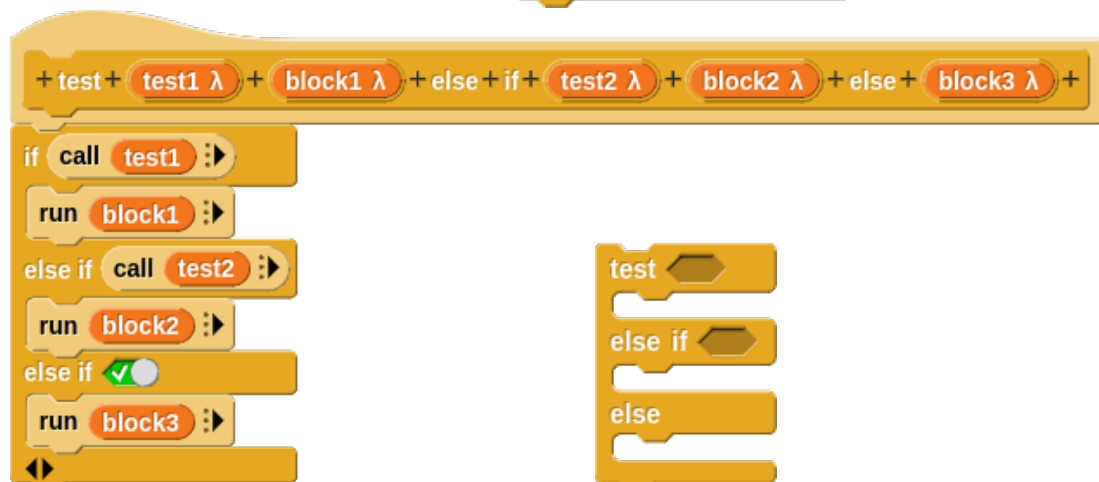 + test + test1 λ + block1 λ + else + if + test2 λ + block2 λ + else + block3 λ +
if call test1
run block1
else if call test2
run block2
else if
run block3
test
else if
else